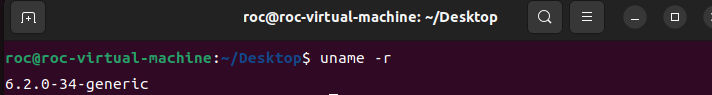 roc@roc-virtual-machine: ~/Desktop
roc@roc-virtual-machine:~/Desktop$ uname -r
6.2.0-34-generic